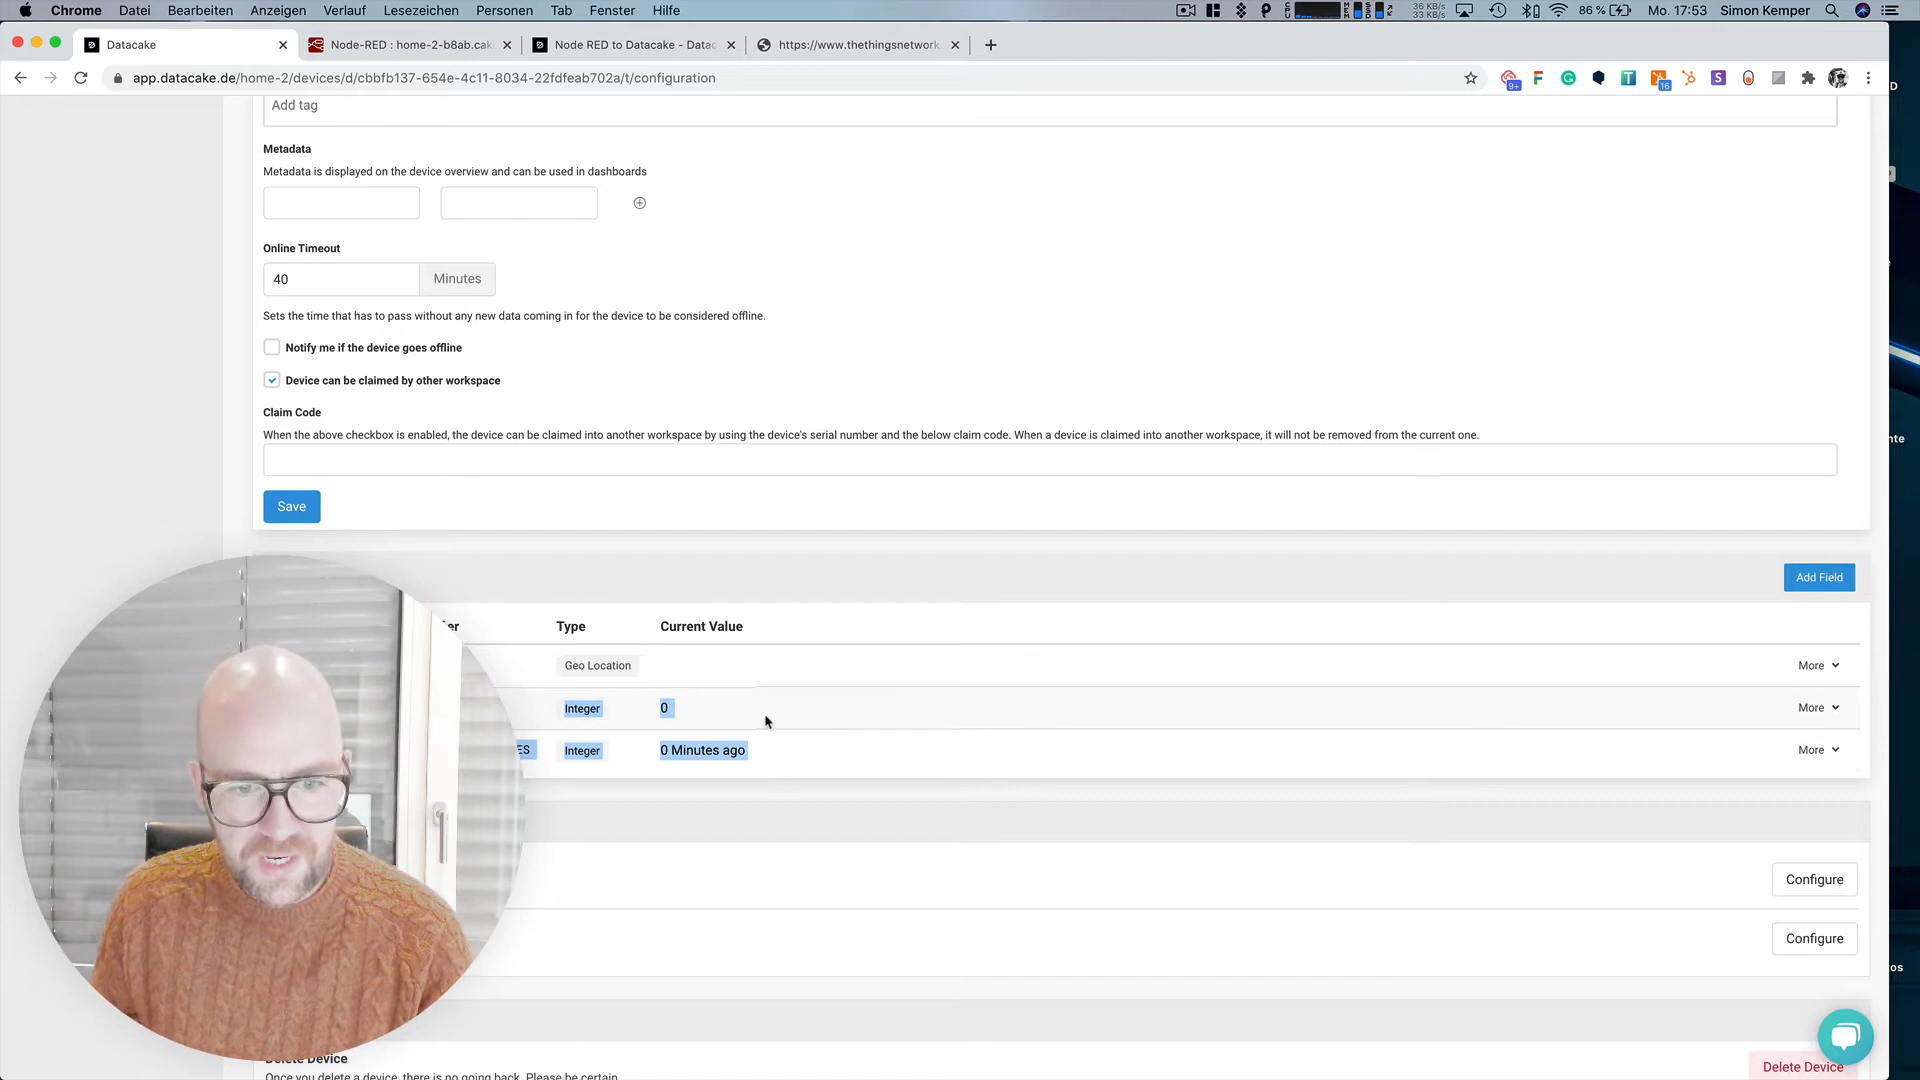 Chrome Datei Bearbeiten Anzeigen Verlauf Lesezeichen Personen Tab Fenster Hilfe 36 KB/s 33 KB/s 86 % Mo. 17:53 Simon Kemper
Datacake Node-RED : home-2-b8ab.cak Node RED to Datacake - Datac https://www.thethingsnetwork.
app.datacake.de/home-2/devices/d/cbbfb137-654e-4c11-8034-22fdfeab702a/t/configuration
Add tag
Metadata
Metadata is displayed on the device overview and can be used in dashboards
Online Timeout
40 Minutes
Sets the time that has to pass without any new data coming in for the device to be considered offline.
Notify me if the device goes offline
Device can be claimed by other workspace
Claim Code
When the above checkbox is enabled, the device can be claimed into another workspace by using the device's serial number and the below claim code. When a device is claimed into another workspace, it will not be removed from the current one.
Save
Add Field
Type Current Value
Geo Location More
Integer 0 More
ES Integer 0 Minutes ago More
Configure
Configure
Delete Device
Once you delete a device, there is no going back. Please be certain.
Delete Device